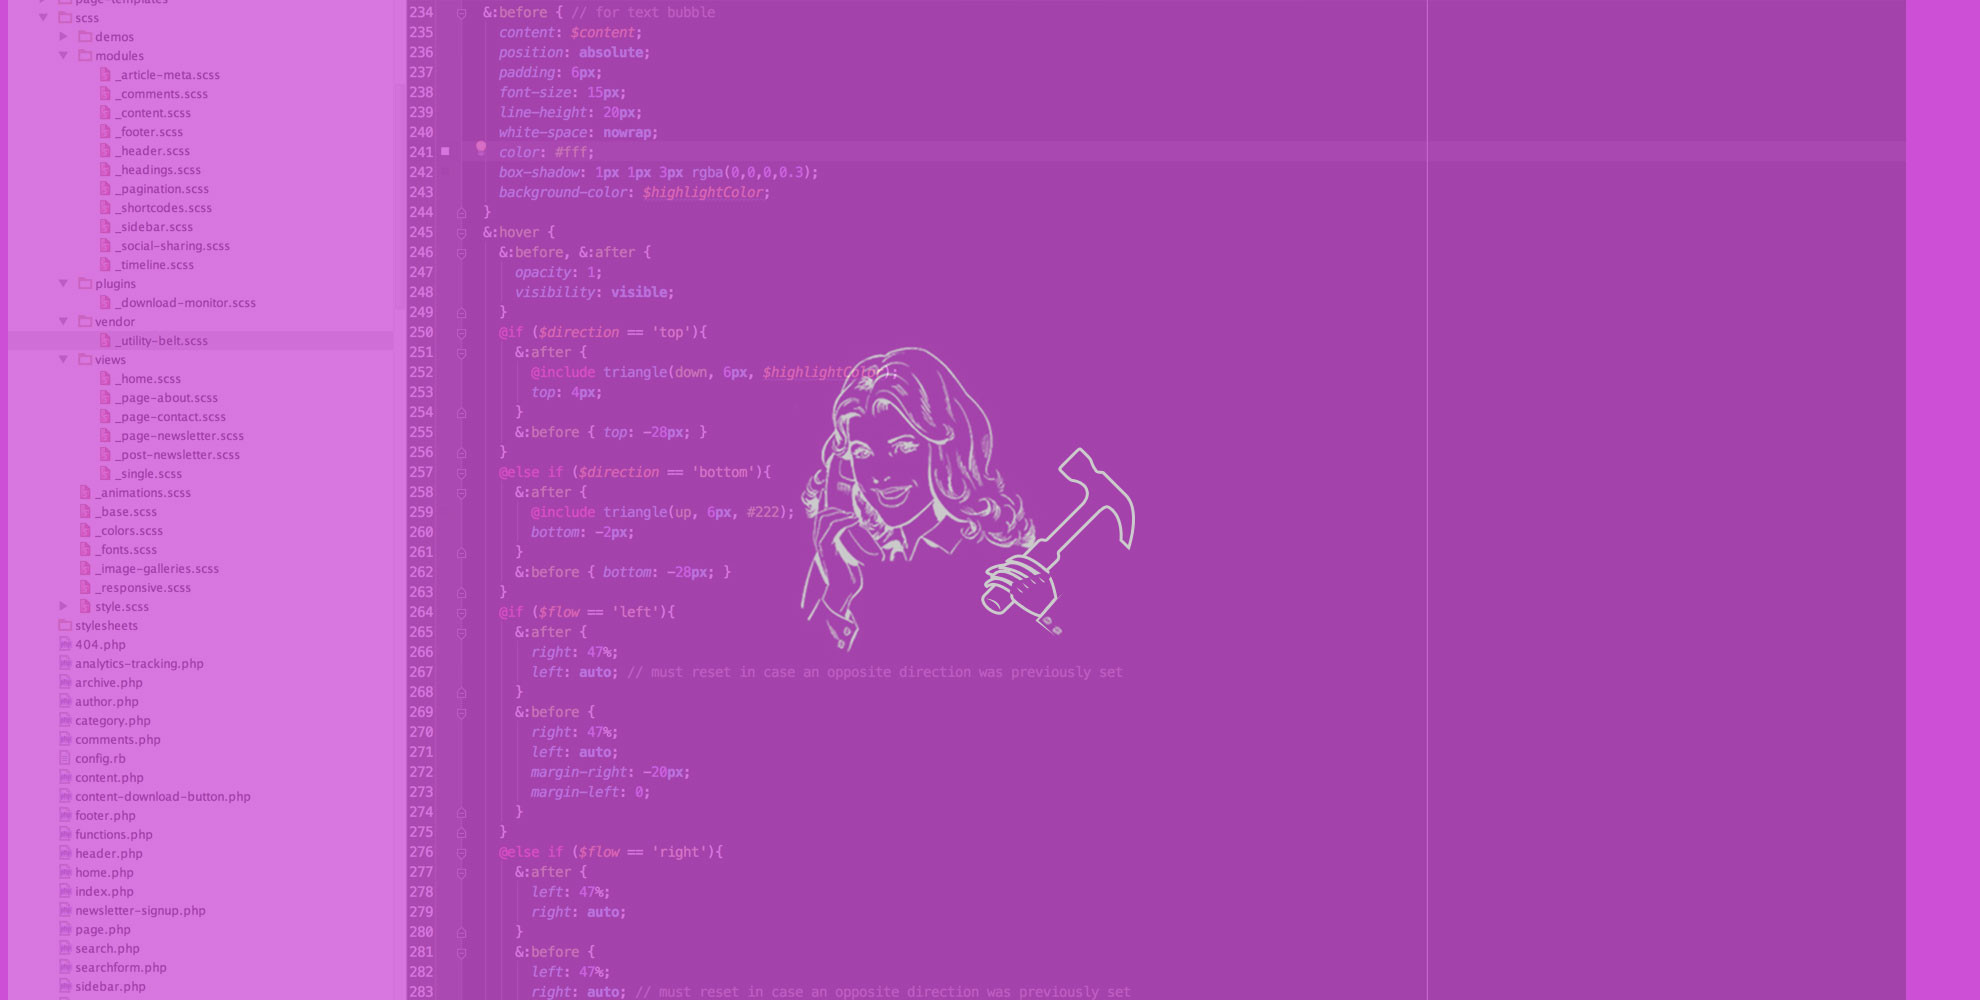 page-templates
scss
demos
modules
_article-meta.scss
_comments.scss
_content.scss
_footer.scss
_header.scss
_headings.scss
_pagination.scss
_shortcodes.scss
_sidebar.scss
_social-sharing.scss
_timeline.scss
plugins
_download-monitor.scss
vendor
_utility-belt.scss
views
_home.scss
_page-about.scss
_page-contact.scss
_page-newsletter.scss
_post-newsletter.scss
_single.scss
_animations.scss
_base.scss
_colors.scss
_fonts.scss
_image-galleries.scss
_responsive.scss
style.scss
stylesheets
404.php
analytics-tracking.php
archive.php
author.php
category.php
comments.php
config.rb
content.php
content-download-button.php
footer.php
functions.php
header.php
home.php
index.php
newsletter-signup.php
page.php
search.php
searchform.php
sidebar.php
234 &:before { // for text bubble
235 content: $content;
236 position: absolute;
237 padding: 6px;
238 font-size: 15px;
239 line-height: 20px;
240 white-space: nowrap;
241 color: #fff;
242 box-shadow: 1px 1px 3px rgba(0,0,0,0.3);
243 background-color: $highlightColor;
244 }
245 &:hover {
246 &:before, &:after {
247 opacity: 1;
248 visibility: visible;
249 }
250 @if ($direction == 'top'){
251 &:after {
252 @include triangle(down, 6px, $highlightColor);
253 top: 4px;
254 }
255 &:before { top: -28px; }
256 }
257 @else if ($direction == 'bottom'){
258 &:after {
259 @include triangle(up, 6px, #222);
260 bottom: -2px;
261 }
262 &:before { bottom: -28px; }
263 }
264 @if ($flow == 'left'){
265 &:after {
266 right: 47%;
267 left: auto; // must reset in case an opposite direction was previously set
268 }
269 &:before {
270 right: 47%;
271 left: auto;
272 margin-right: -20px;
273 margin-left: 0;
274 }
275 }
276 @else if ($flow == 'right'){
277 &:after {
278 left: 47%;
279 right: auto;
280 }
281 &:before {
282 left: 47%;
283 right: auto; // must reset in case an opposite direction was previously set